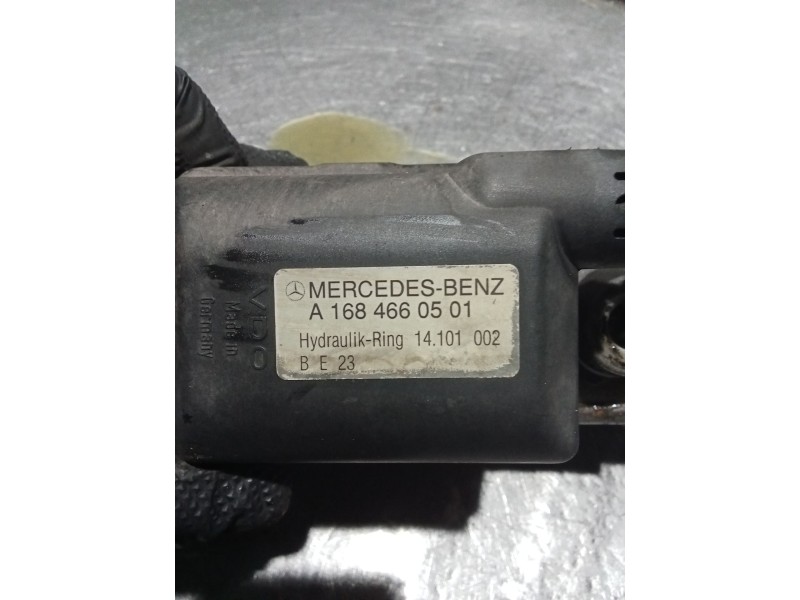 MERCEDES-BENZ
A 168 466 05 01
Hydraulik-Ring 14.101 002
B E 23
VDO
Made in
Germany